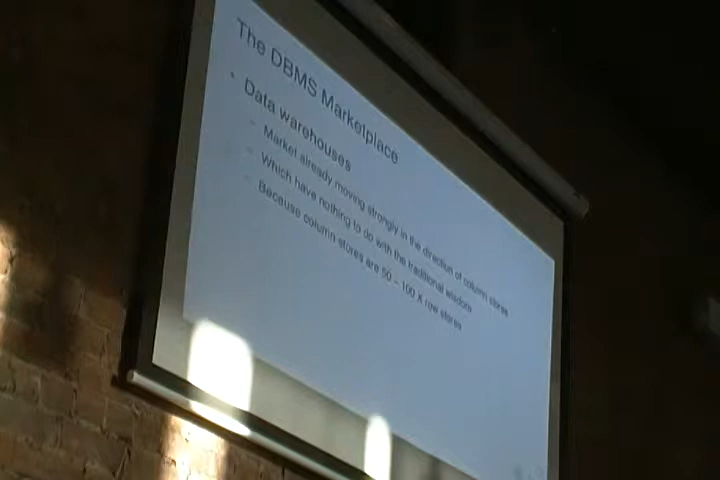 The DBMS Marketplace
• Data warehouses
– Market already moving strongly in the direction of column stores
– Which have nothing to do with the traditional wisdom
– Because column stores are 50 – 100 X row stores